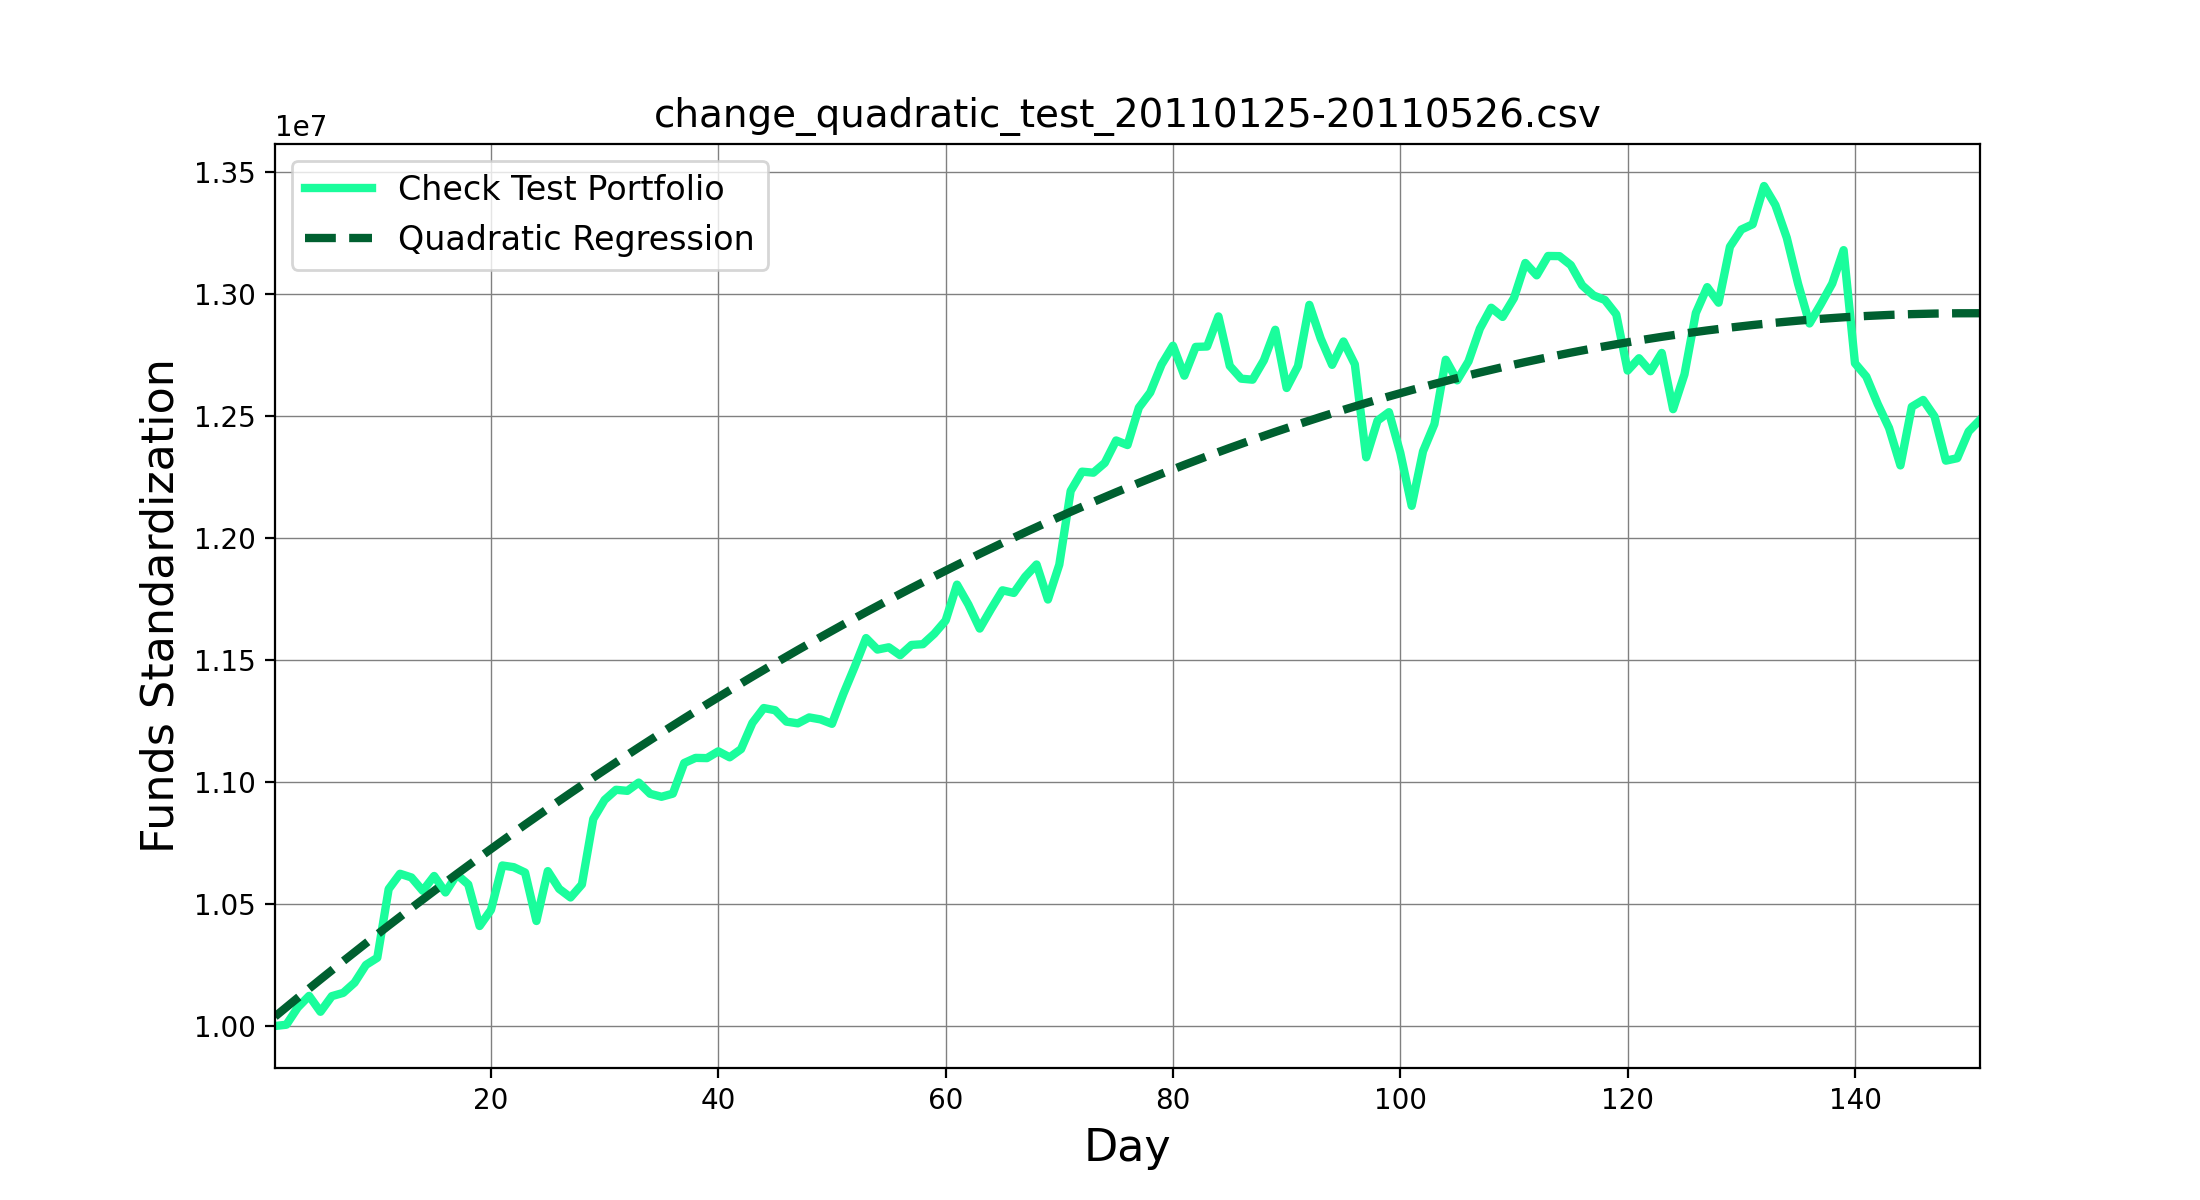 change_quadratic_test_20110125-20110526.csv
1e7
Check Test Portfolio
Quadratic Regression
Funds Standardization
1.35
1.30
1.25
1.20
1.15
1.10
1.05
1.00
20 40 60 80 100 120 140
Day